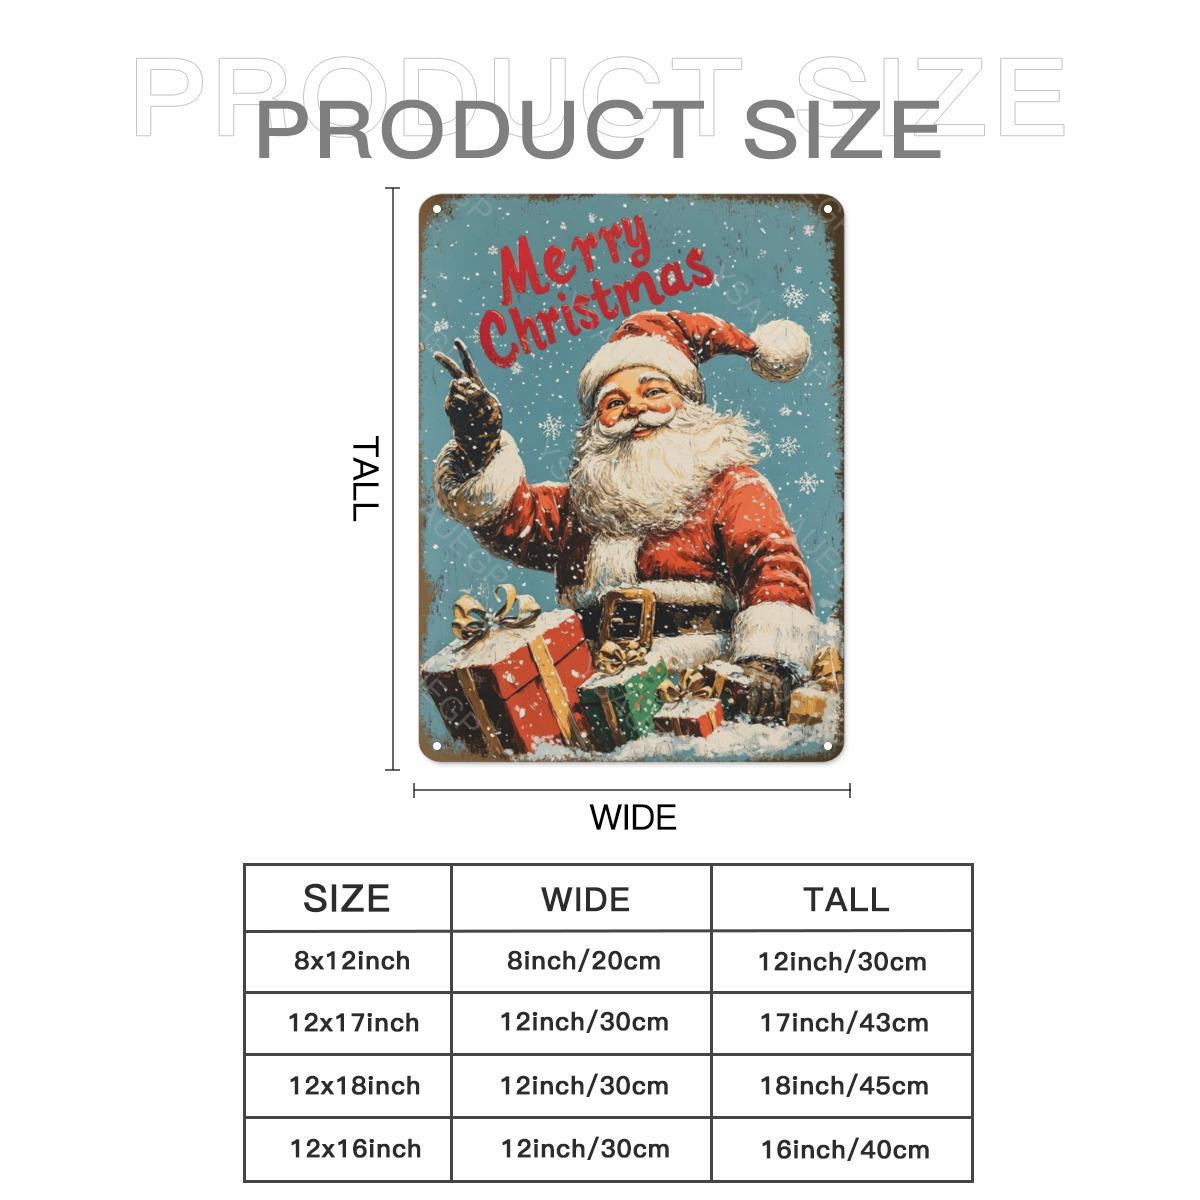 PRODUCT SIZE
PRODUCT SIZE
Merry
Christmas
TALL
WIDE
SIZE WIDE TALL
8x12inch 8inch/20cm 12inch/30cm
12x17inch 12inch/30cm 17inch/43cm
12x18inch 12inch/30cm 18inch/45cm
12x16inch 12inch/30cm 16inch/40cm